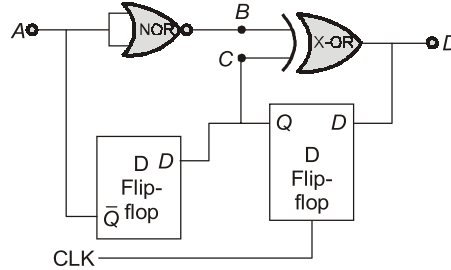 B
A
NOR
X-OR
D
C
Q D
D
Flip-
flop
D D
Flip-
Q̅ flop
CLK